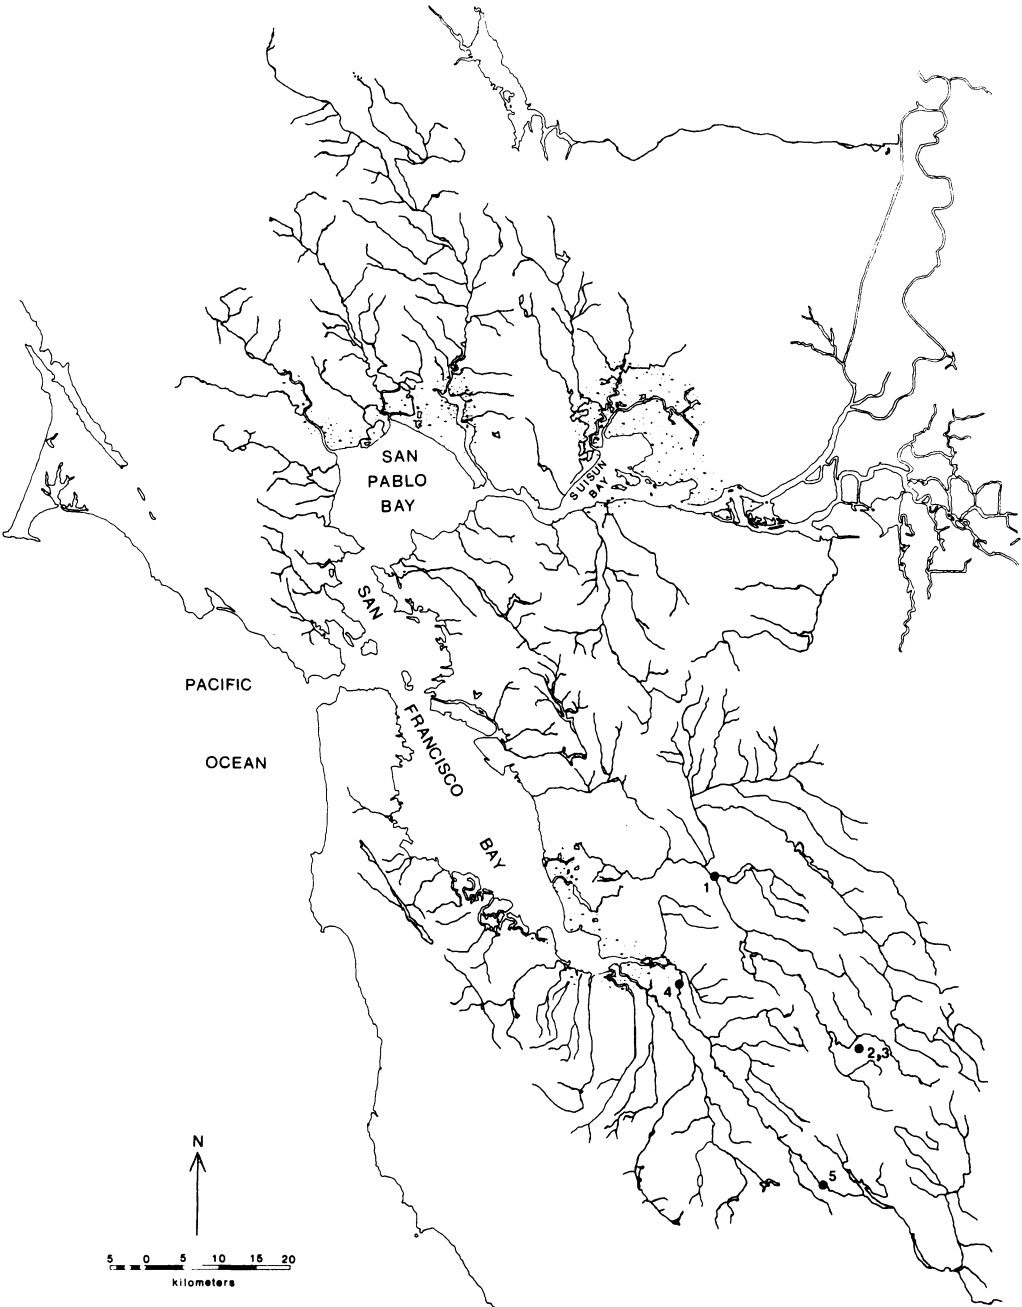 SAN
PABLO
BAY
SUISUN
BAY
SAN
FRANCISCO
BAY
PACIFIC
OCEAN
1
4
2,3
5
N
5 0 5 10 15 20
kilometers